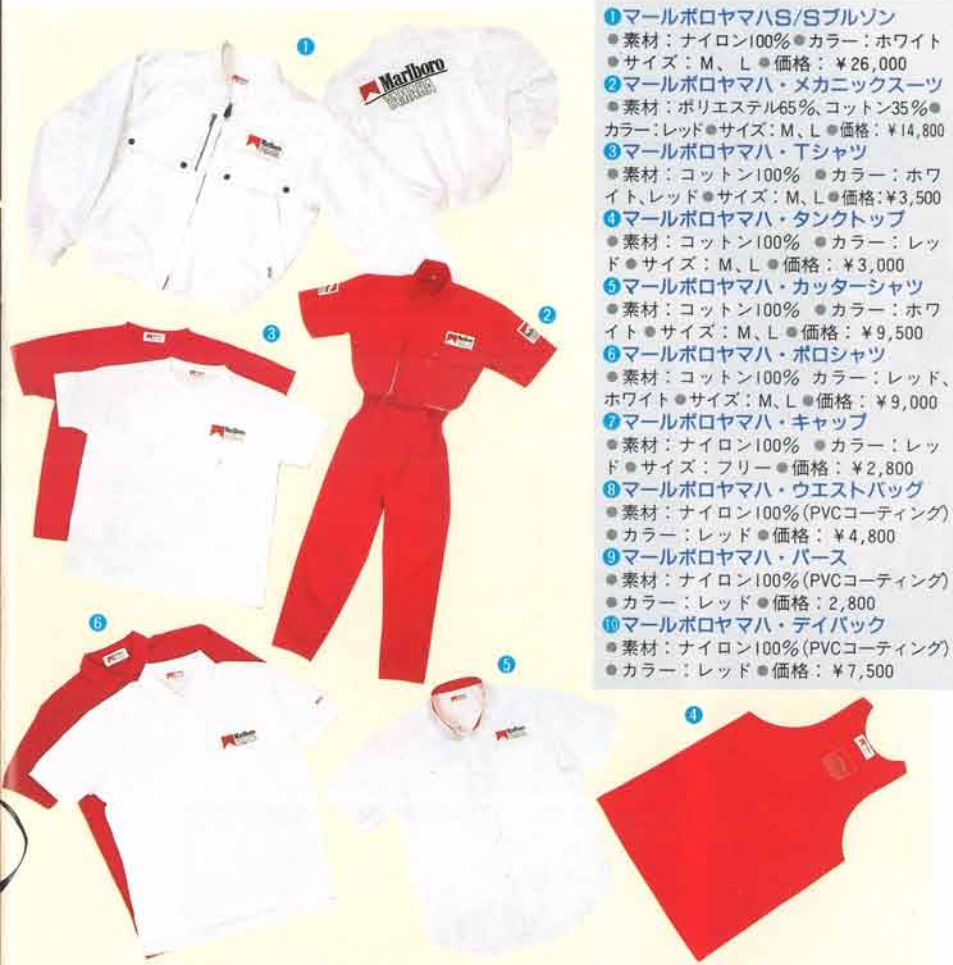 ❶マールボロヤマハS/Sブルゾン
●素材：ナイロン100%●カラー：ホワイト
●サイズ：M、L●価格：￥26,000
❷マールボロヤマハ・メカニックスーツ
●素材：ポリエステル65%、コットン35%●
カラー：レッド●サイズ：M、L●価格：￥14,800
❸マールボロヤマハ・Tシャツ
●素材：コットン100% ●カラー：ホワ
イト、レッド●サイズ：M、L●価格：￥3,500
❹マールボロヤマハ・タンクトップ
●素材：コットン100% ●カラー：レッ
ド●サイズ：M、L●価格：￥3,000
❺マールボロヤマハ・カッターシャツ
●素材：コットン100% ●カラー：ホワ
イト●サイズ：M、L●価格：￥9,500
❻マールボロヤマハ・ポロシャツ
●素材：コットン100% カラー：レッド、
ホワイト●サイズ：M、L●価格：￥9,000
❼マールボロヤマハ・キャップ
●素材：ナイロン100% ●カラー：レッ
ド●サイズ：フリー●価格：￥2,800
❽マールボロヤマハ・ウエストバッグ
●素材：ナイロン100%(PVCコーティング)
●カラー：レッド●価格：￥4,800
❾マールボロヤマハ・パース
●素材：ナイロン100%(PVCコーティング)
●カラー：レッド●価格：2,800
❿マールボロヤマハ・デイパック
●素材：ナイロン100%(PVCコーティング)
●カラー：レッド●価格：￥7,500
❶
Marlboro
YAMAHA
Marlboro
YAMAHA
❷
Marlboro
❸
Marlboro
YAMAHA
❻
Marlboro
YAMAHA
❺
Marlboro
YAMAHA
❹